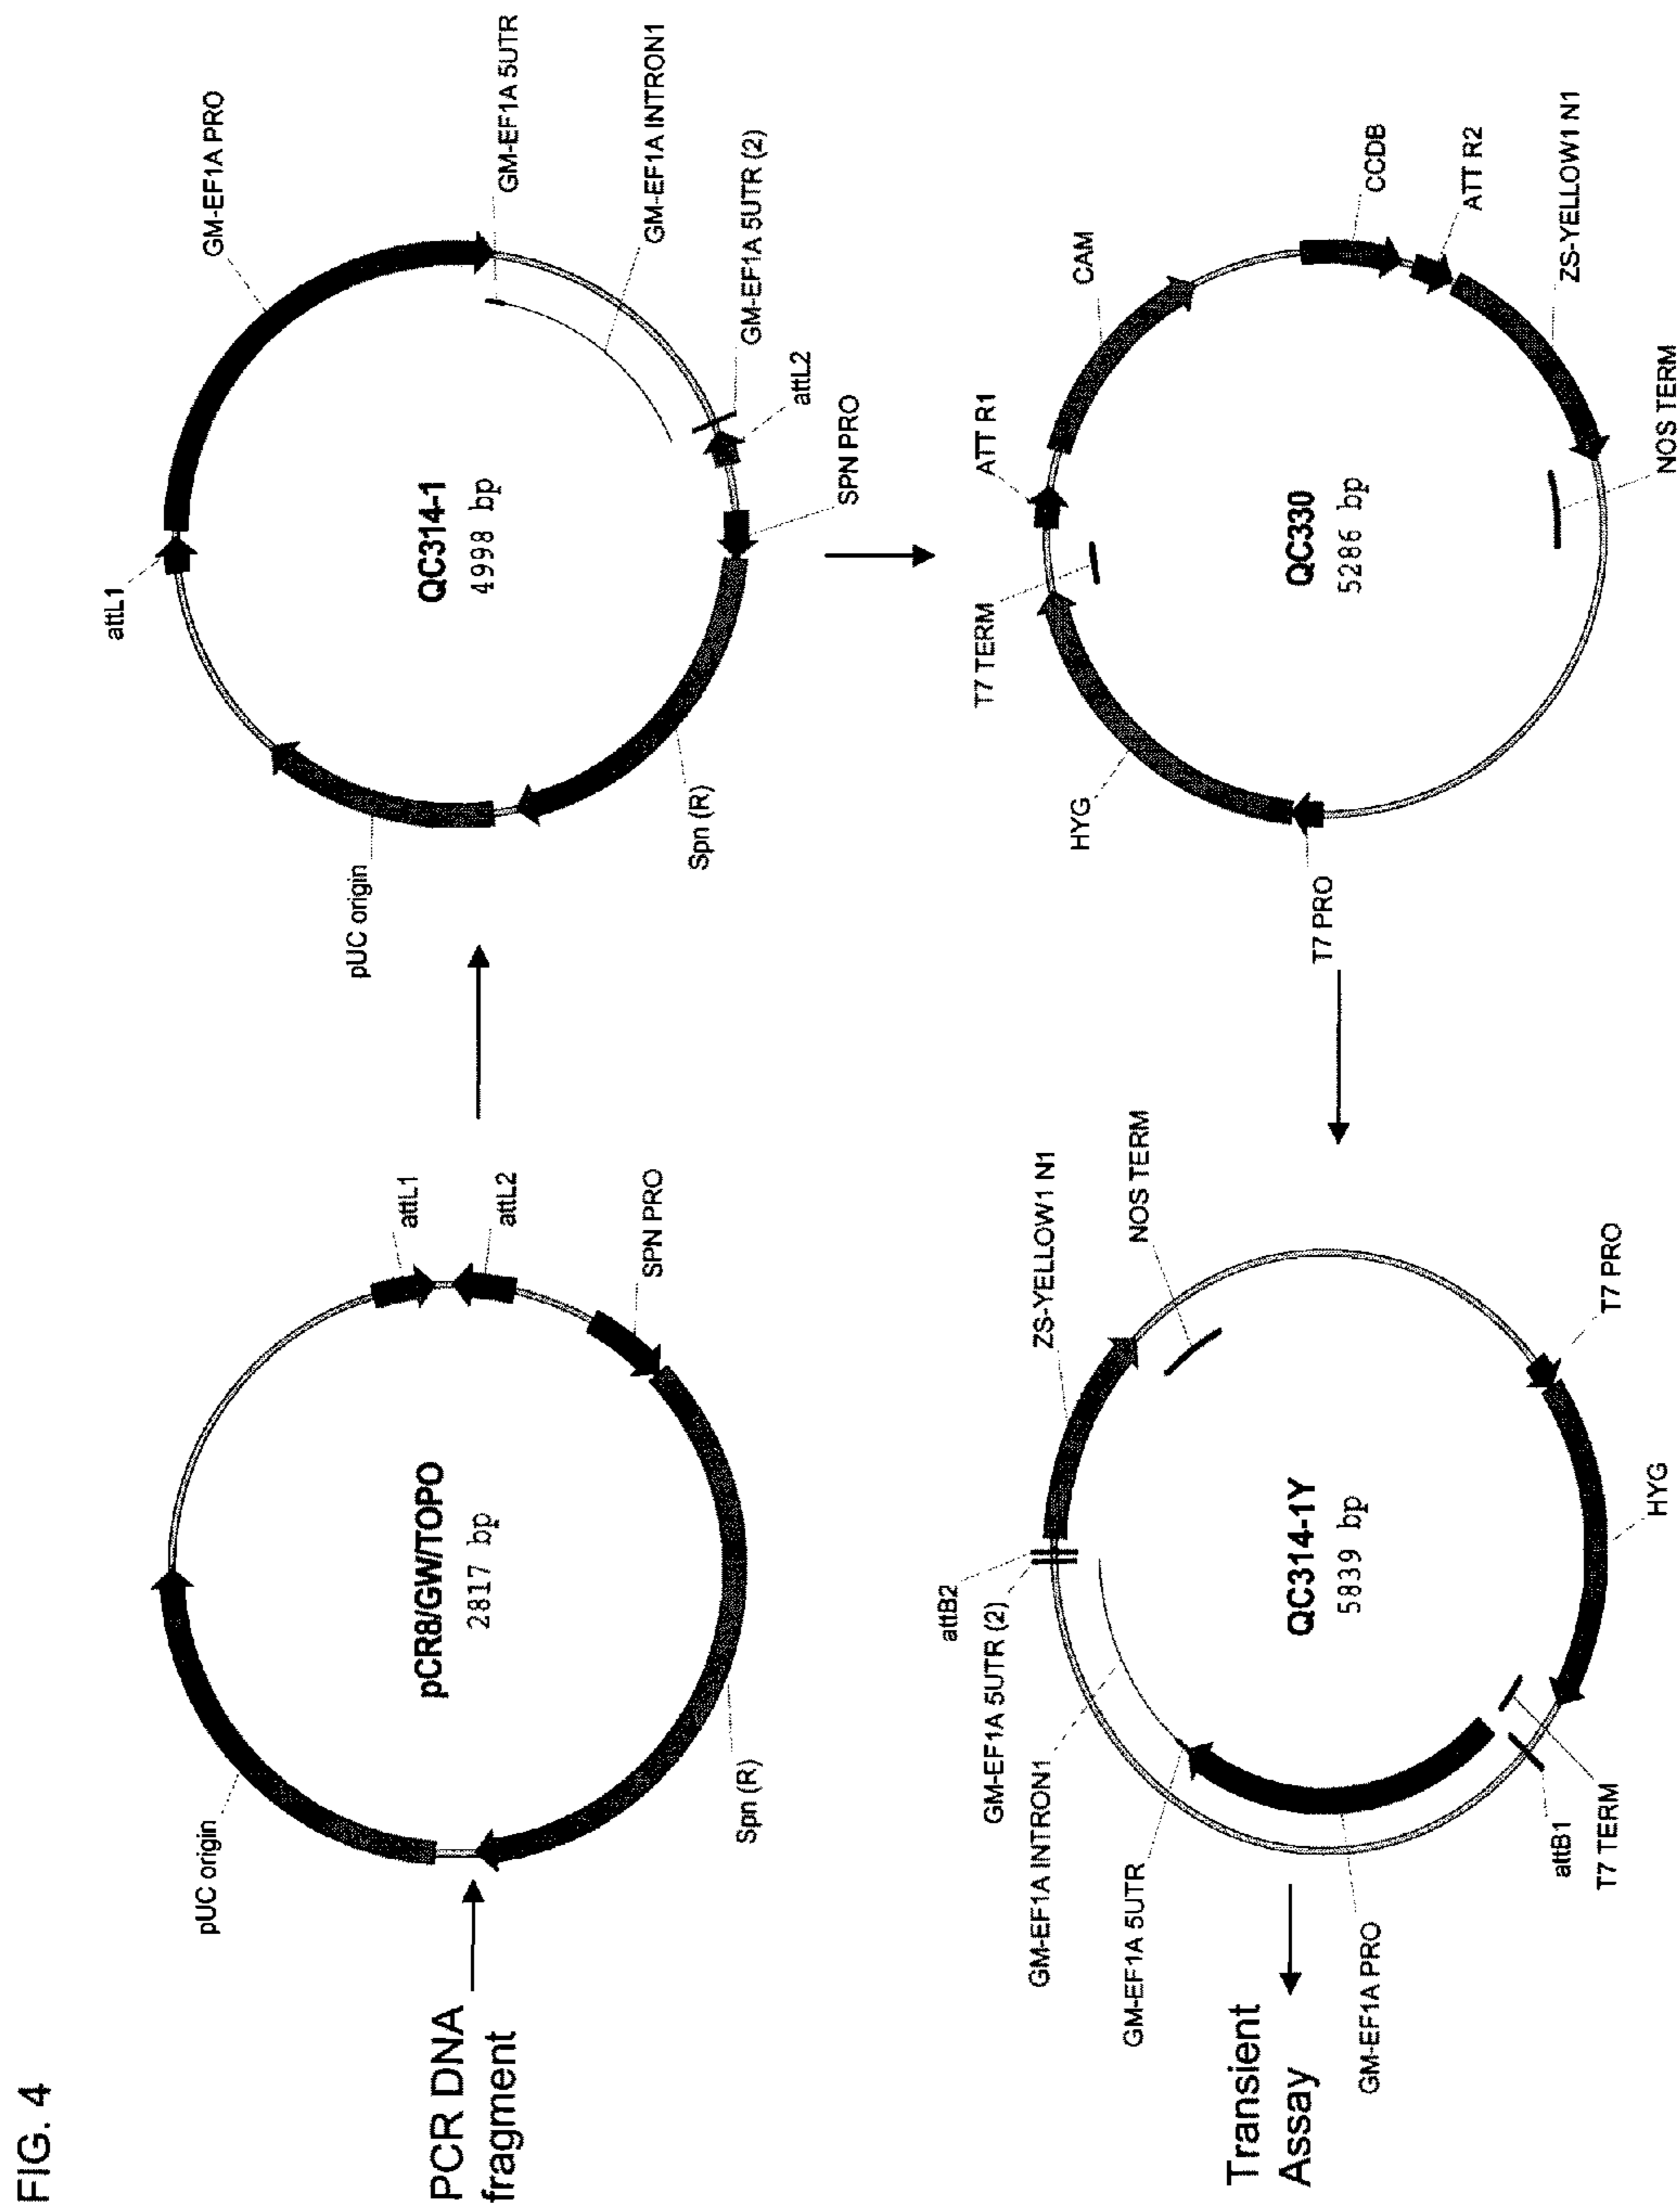 FIG. 4
PCR DNA
fragment
pCR8/GW/TOPO
2817 bp
pUC origin
attL1
attL2
SPN PRO
Spn (R)
QC314-1
4998 bp
attL1
GM-EF1A PRO
GM-EF1A 5UTR
GM-EF1A INTRON1
GM-EF1A 5UTR (2)
attL2
SPN PRO
Spn (R)
pUC origin
QC330
5286 bp
T7 TERM
ATT R1
CAM
CCDB
ATT R2
ZS-YELLOW1 N1
NOS TERM
T7 PRO
HYG
QC314-1Y
5839 bp
attB2
GM-EF1A 5UTR (2)
GM-EF1A INTRON1
GM-EF1A 5UTR
GM-EF1A PRO
attB1
T7 TERM
HYG
T7 PRO
NOS TERM
ZS-YELLOW1 N1
Transient
Assay